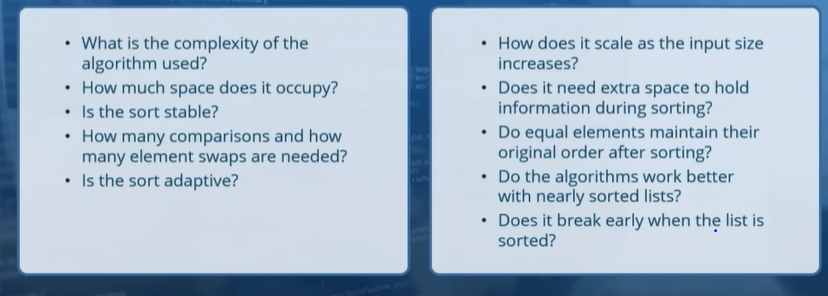 • What is the complexity of the
algorithm used?
• How much space does it occupy?
• Is the sort stable?
• How many comparisons and how
many element swaps are needed?
• Is the sort adaptive?
• How does it scale as the input size
increases?
• Does it need extra space to hold
information during sorting?
• Do equal elements maintain their
original order after sorting?
• Do the algorithms work better
with nearly sorted lists?
• Does it break early when the list is
sorted?